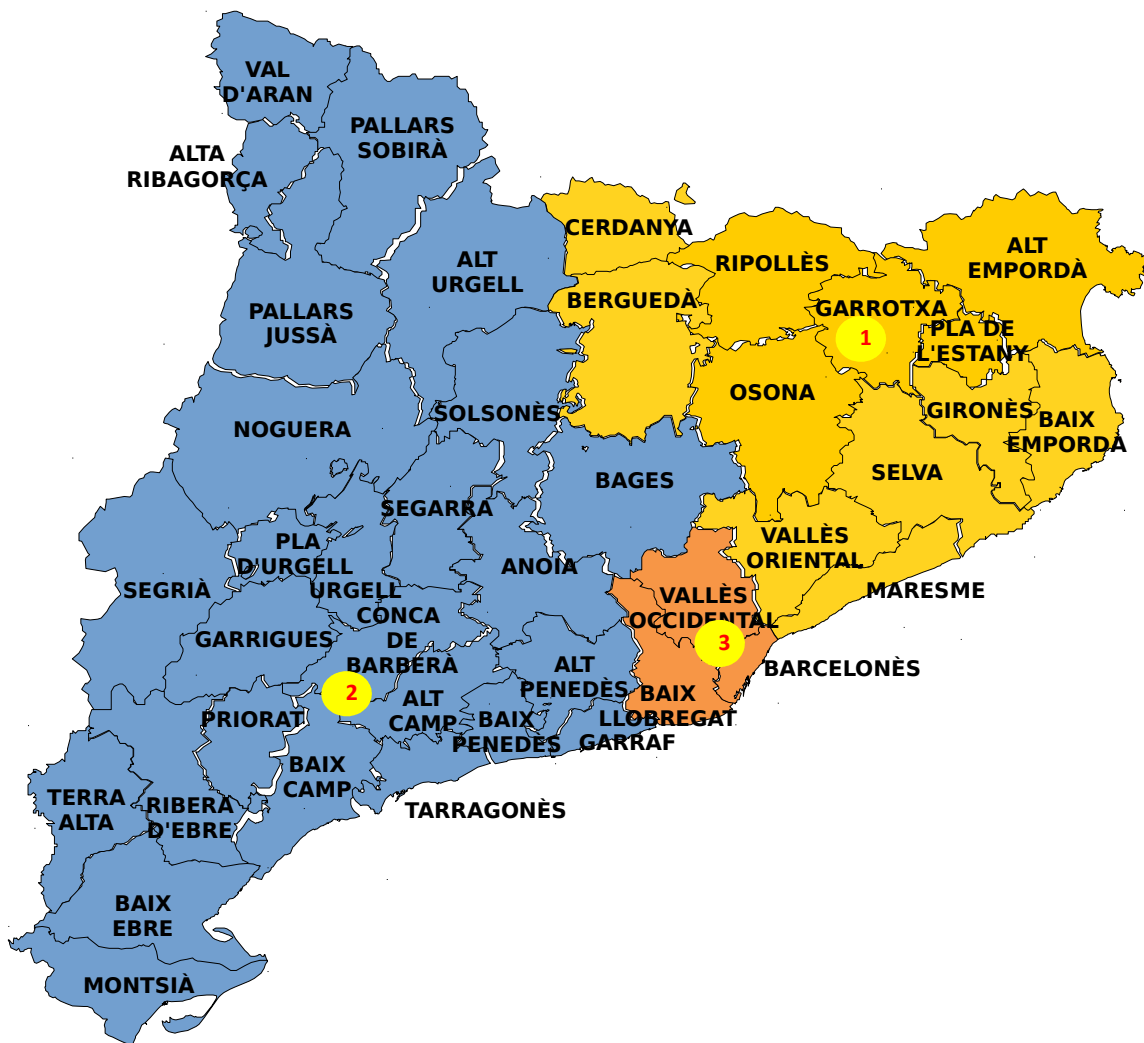 VAL
D'ARAN
PALLARS
SOBIRÀ
ALTA
RIBAGORÇA
CERDANYA
ALT
URGELL
RIPOLLÈS
ALT
EMPORDÀ
BERGUEDÀ
GARROTXA
1
PALLARS
JUSSÀ
PLA DE
L'ESTANY
OSONA
SOLSONÈS
GIRONÈS
BAIX
EMPORDÀ
NOGUERA
BAGES
SELVA
SEGARRA
VALLÈS
ORIENTAL
PLA
D'URGELL
ANOIA
SEGRIÀ
URGELL
VALLÈS
OCCIDENTAL
MARESME
CONCA
DE
BARBERÀ
GARRIGUES
3
BARCELONÈS
ALT
PENEDÈS
2
BAIX
LLOBREGAT
ALT
CAMP
PRIORAT
BAIX
PENEDÈS
GARRAF
BAIX
CAMP
TERRA
ALTA
RIBERA
D'EBRE
TARRAGONÈS
BAIX
EBRE
MONTSIÀ